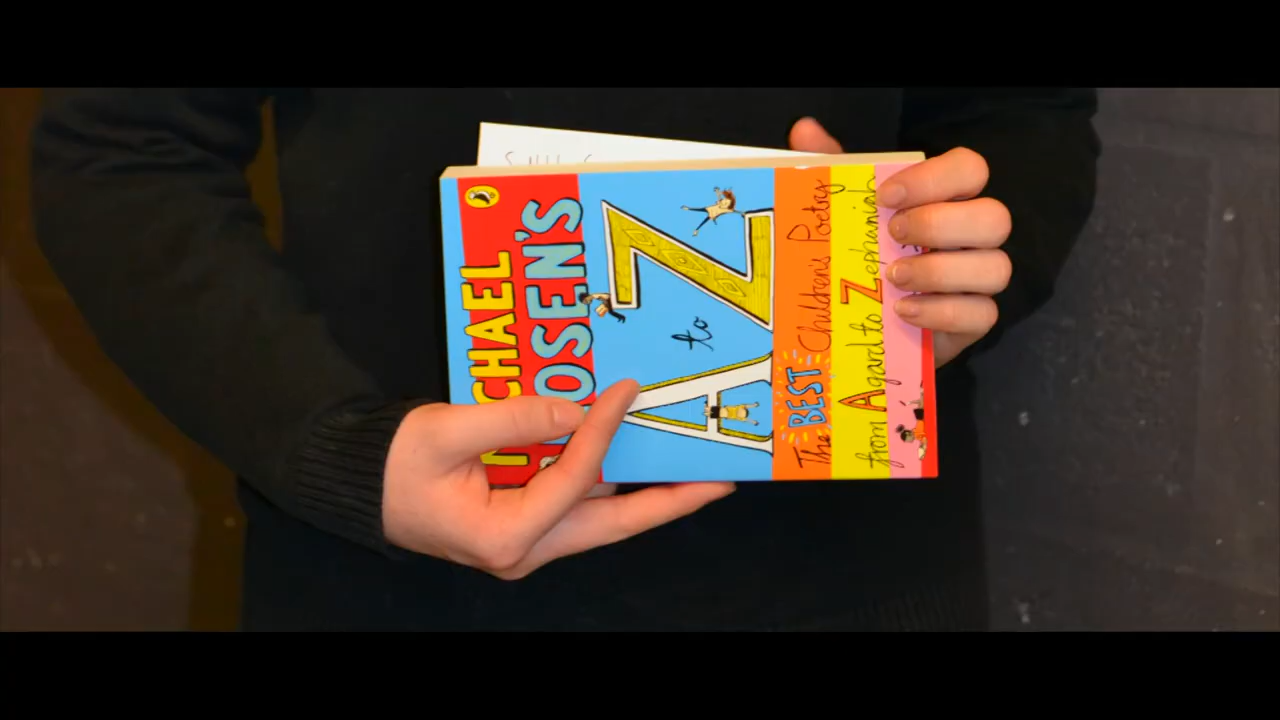 MICHAEL
ROSEN'S
A to Z
The BEST Children's Poetry
from Agard to Zephaniah